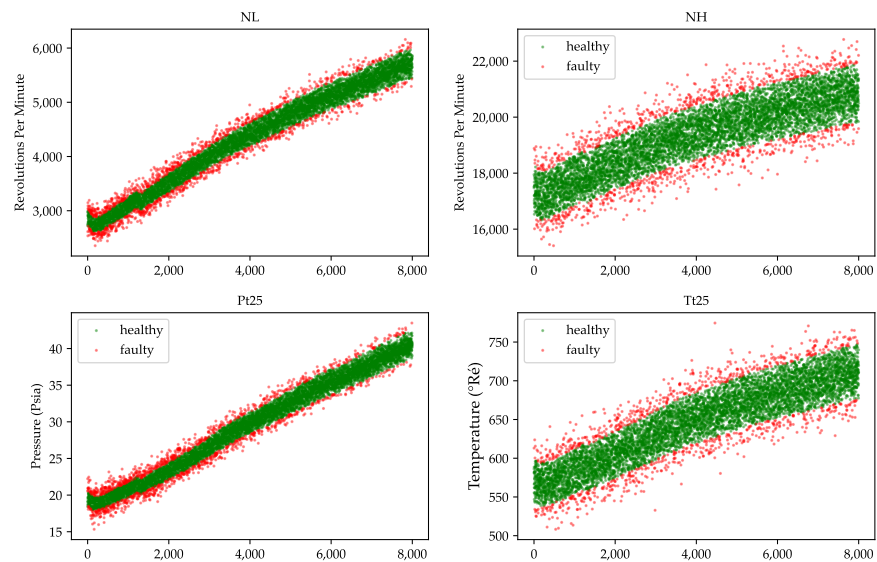 NL
Revolutions Per Minute
6,000
5,000
4,000
3,000
0
2,000
4,000
6,000
8,000
NH
Revolutions Per Minute
healthy
faulty
22,000
20,000
18,000
16,000
0
2,000
4,000
6,000
8,000
Pt25
Pressure (Psia)
healthy
faulty
40
35
30
25
20
15
0
2,000
4,000
6,000
8,000
Tt25
Temperature (°Ré)
healthy
faulty
750
700
650
600
550
500
0
2,000
4,000
6,000
8,000